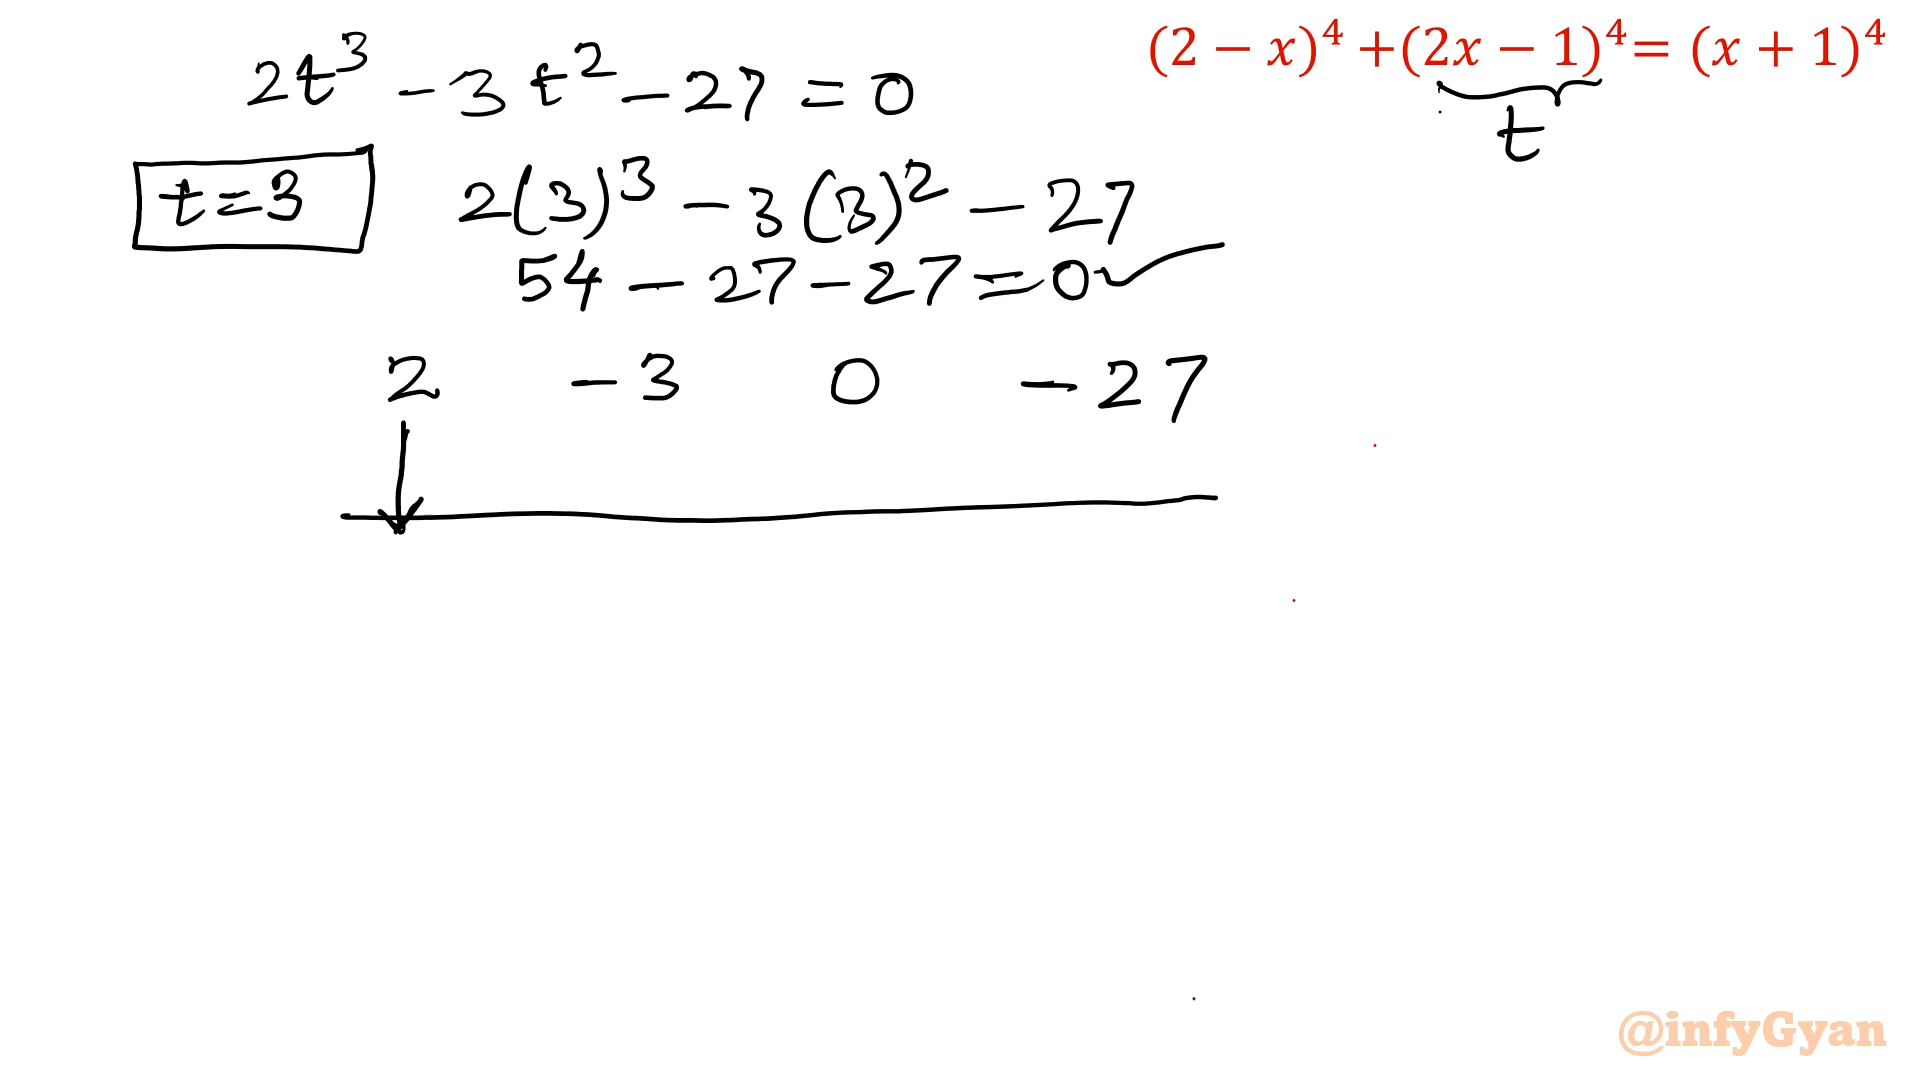 (2 − x)⁴ +(2x − 1)⁴= (x + 1)⁴
t
2t³ − 3t² − 27 = 0
t=3 2(3)³ − 3(3)² − 27
54 − 27 − 27 = 0 ✓
2 −3 0 −27
@infyGyan